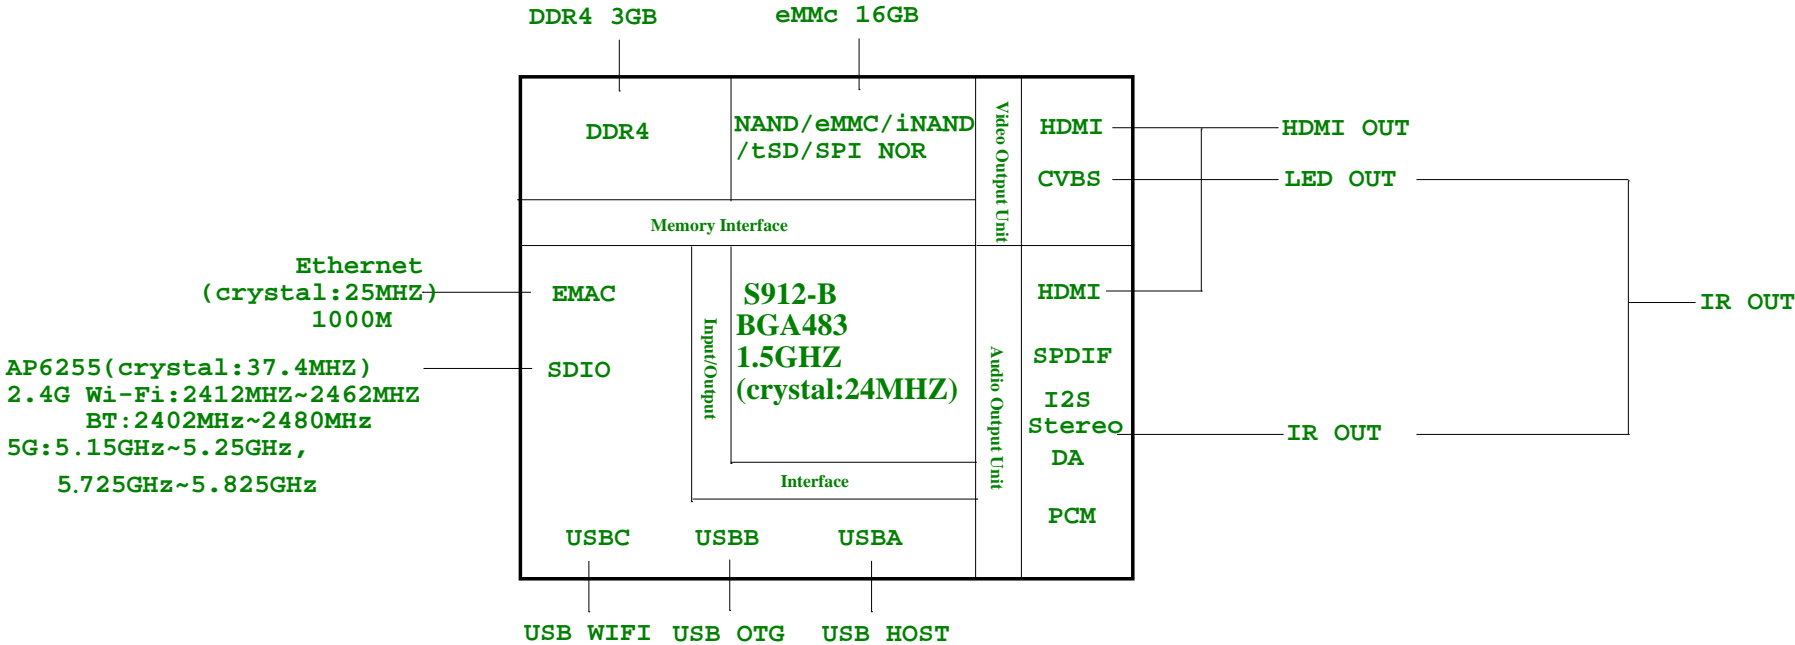 DDR4 3GB
eMMc 16GB
DDR4
NAND/eMMC/iNAND
/tSD/SPI NOR
Video Output Unit
HDMI
HDMI OUT
CVBS
LED OUT
Memory Interface
Ethernet
(crystal:25MHZ)
1000M
EMAC
Input/Output
S912-B
BGA483
1.5GHZ
(crystal:24MHZ)
HDMI
IR OUT
AP6255(crystal:37.4MHZ)
2.4G Wi-Fi:2412MHZ~2462MHZ
BT:2402MHz~2480MHz
5G:5.15GHz~5.25GHz,
5.725GHz~5.825GHz
SDIO
Audio Output Unit
SPDIF
I2S
Stereo
DA
IR OUT
Interface
PCM
USBC
USBB
USBA
USB WIFI
USB OTG
USB HOST